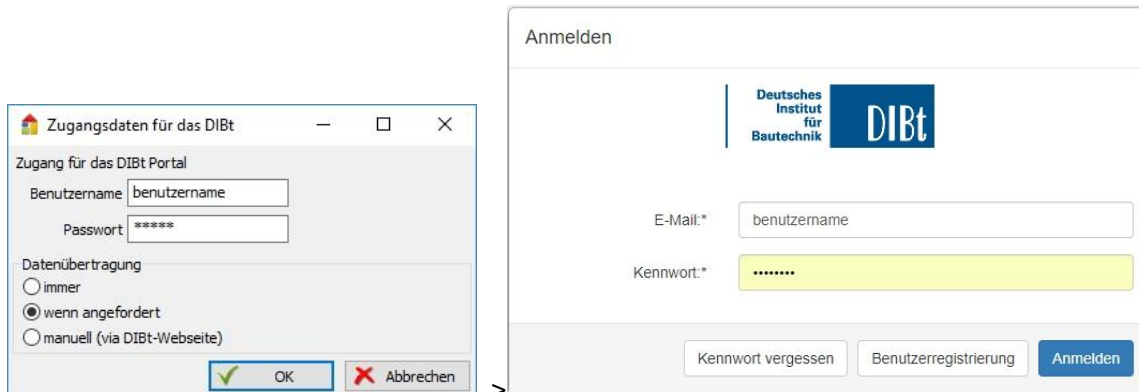 Zugangsdaten für das DIBt
Zugang für das DIBt Portal
Benutzername benutzername
Passwort *****
Datenübertragung
immer
wenn angefordert
manuell (via DIBt-Webseite)
OK Abbrechen
>
Anmelden
Deutsches
Institut
für
Bautechnik
DIBt
E-Mail:* benutzername
Kennwort:* ••••••••
Kennwort vergessen Benutzerregistrierung Anmelden